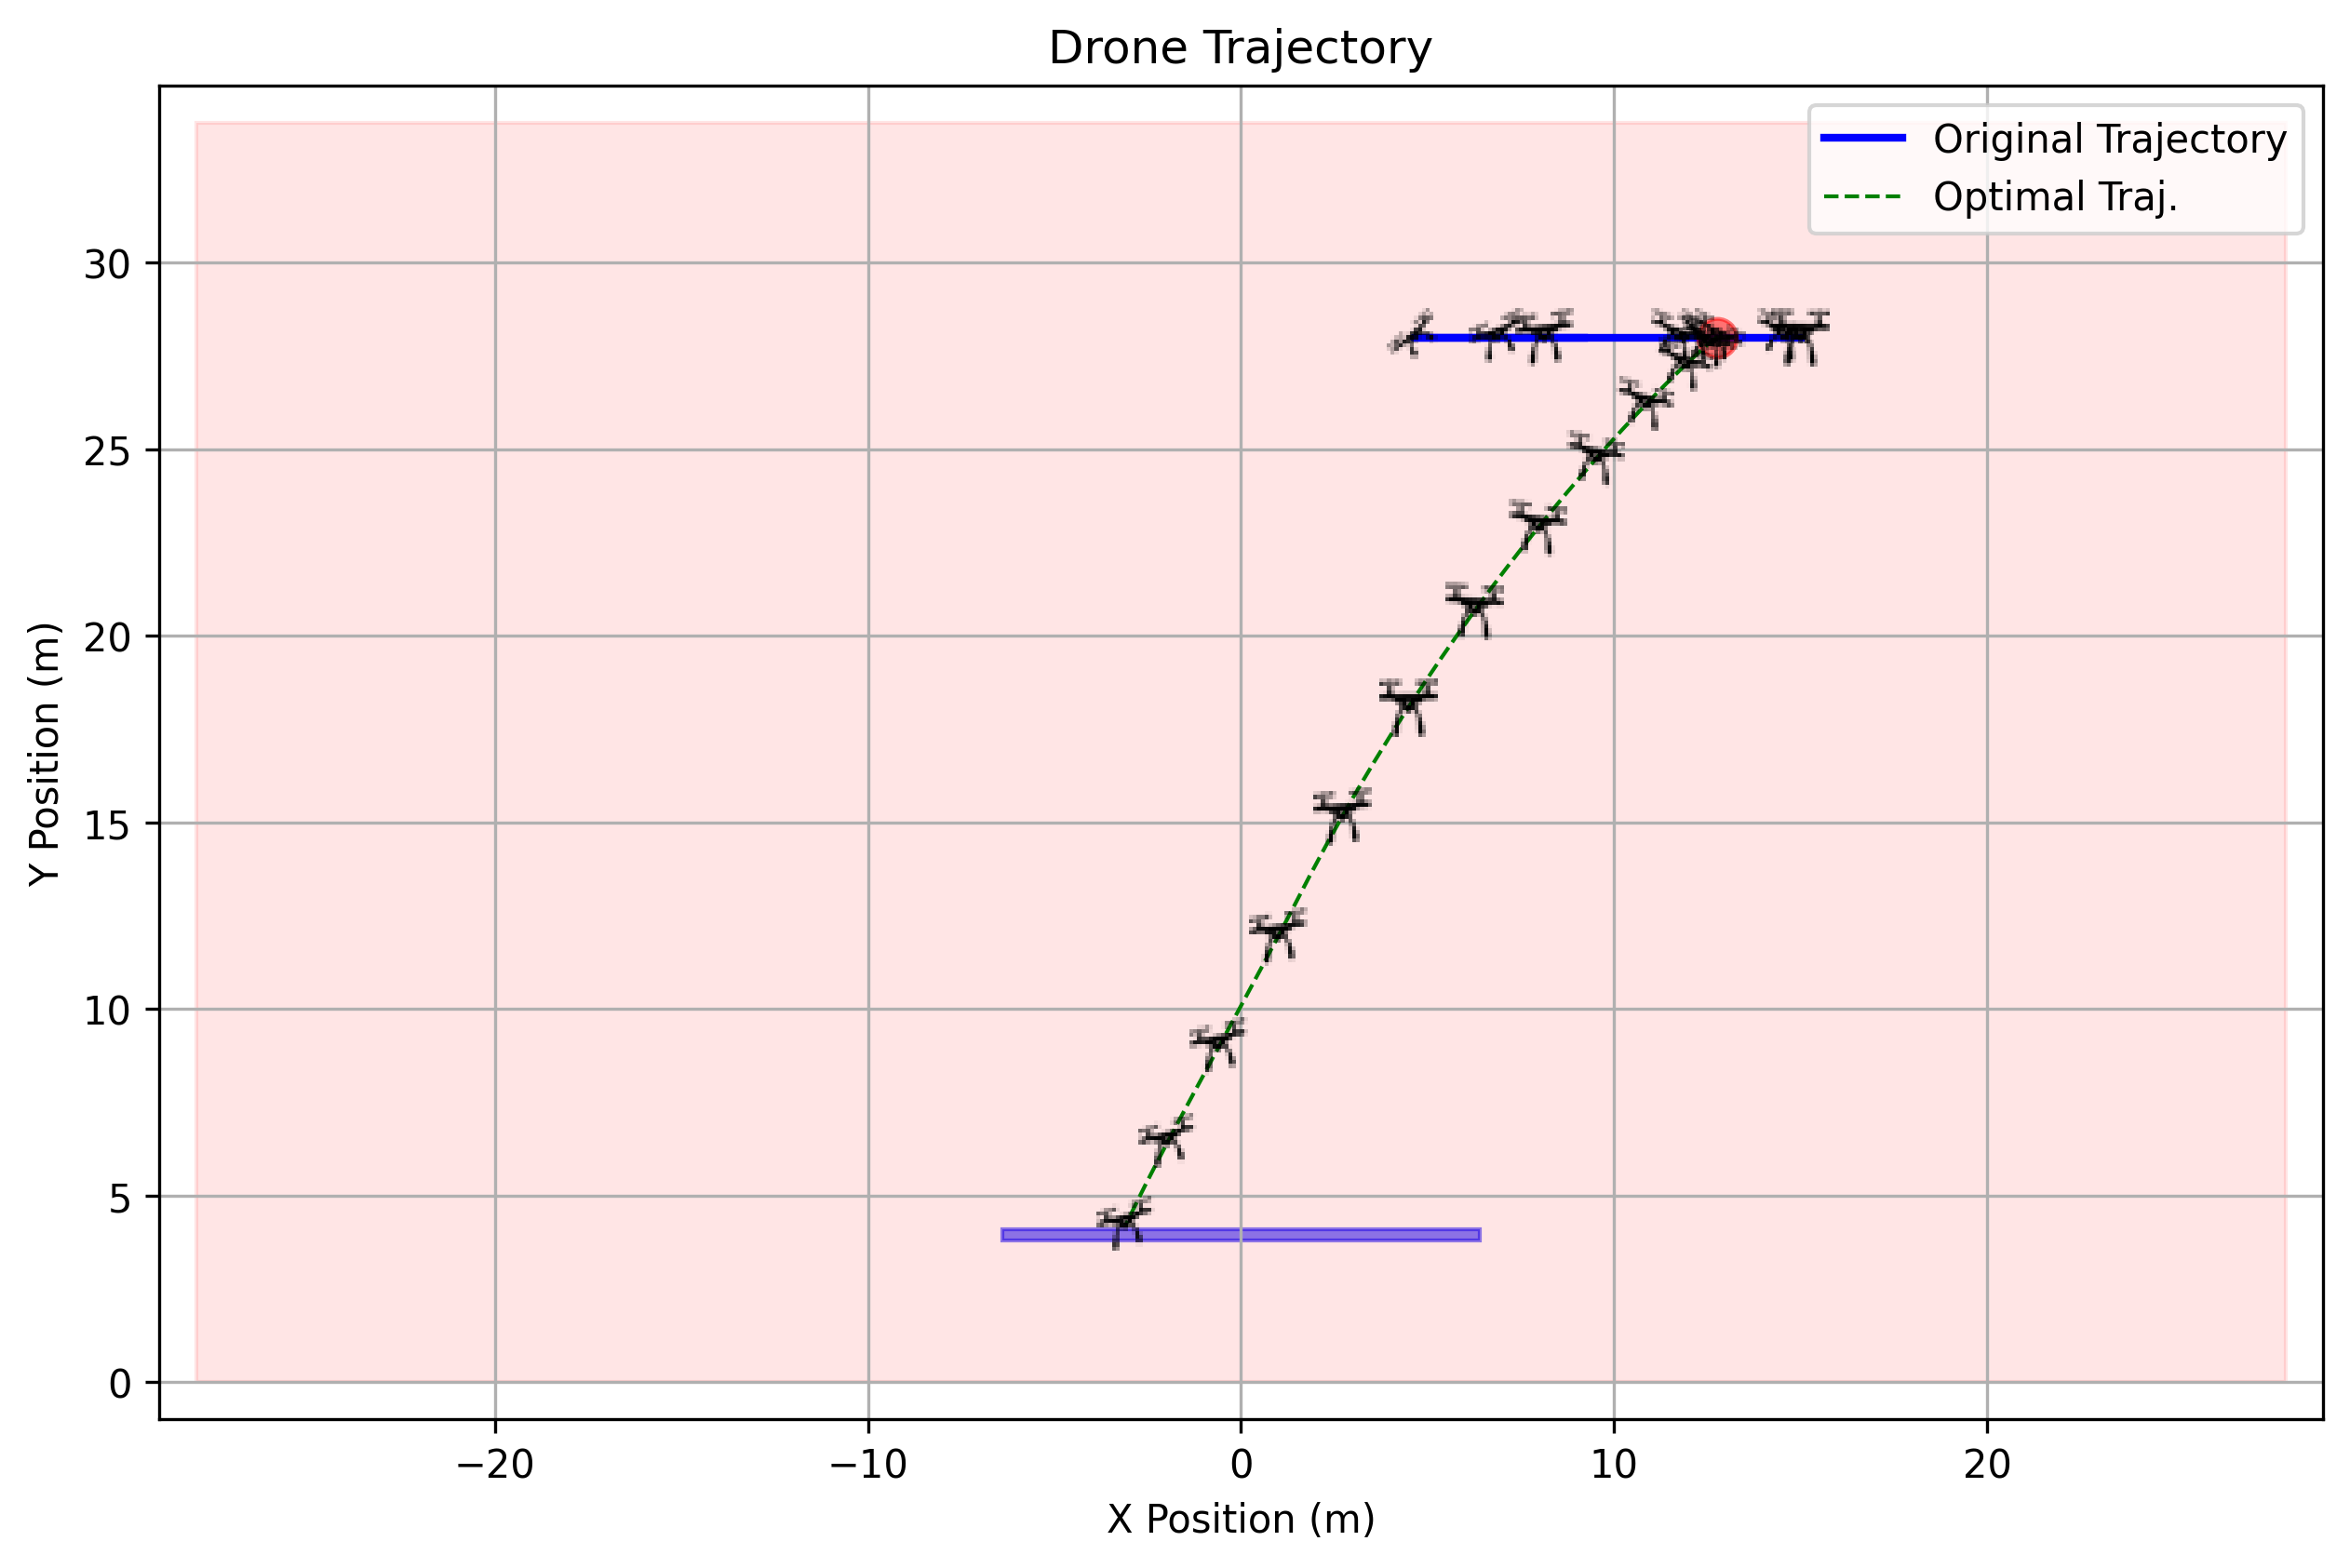 Drone Trajectory
Original Trajectory
Optimal Traj.
30
25
20
15
10
5
0
Y Position (m)
−20
−10
0
10
20
X Position (m)